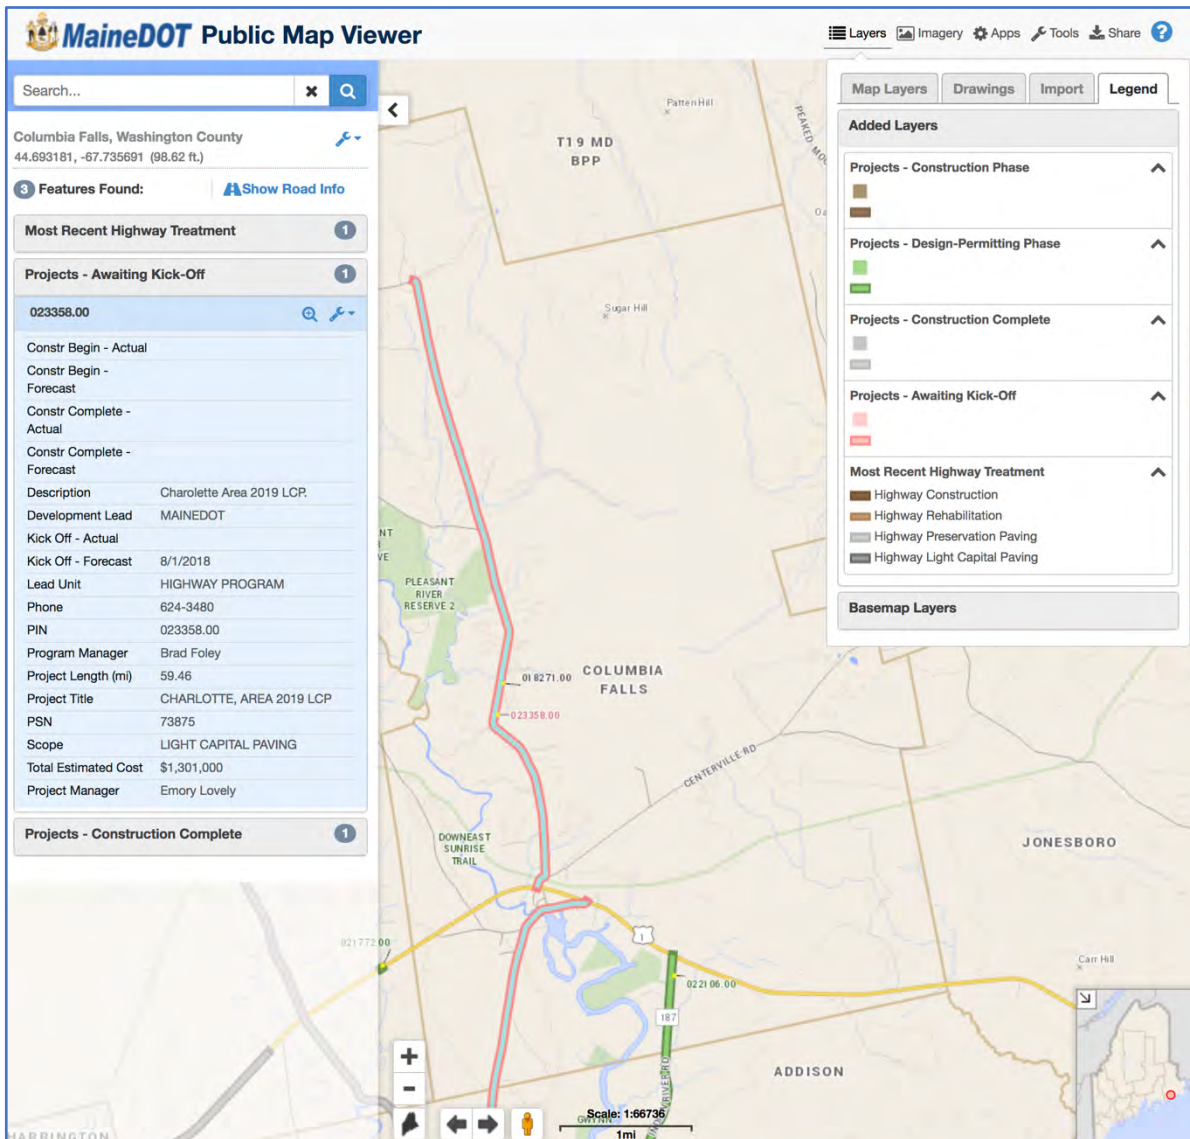 MaineDOT Public Map Viewer
Layers Imagery Apps Tools Share ?
Search...
Columbia Falls, Washington County
44.693181, -67.735691 (98.62 ft.)
3 Features Found: Show Road Info
Most Recent Highway Treatment 1
Projects - Awaiting Kick-Off 1
023358.00
Constr Begin - Actual
Constr Begin -
Forecast
Constr Complete -
Actual
Constr Complete -
Forecast
Description Charolette Area 2019 LCP.
Development Lead MAINEDOT
Kick Off - Actual
Kick Off - Forecast 8/1/2018
Lead Unit HIGHWAY PROGRAM
Phone 624-3480
PIN 023358.00
Program Manager Brad Foley
Project Length (mi) 59.46
Project Title CHARLOTTE, AREA 2019 LCP
PSN 73875
Scope LIGHT CAPITAL PAVING
Total Estimated Cost $1,301,000
Project Manager Emory Lovely
Projects - Construction Complete 1
Map Layers Drawings Import Legend
Added Layers
Projects - Construction Phase
Projects - Design-Permitting Phase
Projects - Construction Complete
Projects - Awaiting Kick-Off
Most Recent Highway Treatment
Highway Construction
Highway Rehabilitation
Highway Preservation Paving
Highway Light Capital Paving
Basemap Layers
Patten Hill
T19 MD
BPP
PEAKED
Sugar Hill
PLEASANT
RIVER
RESERVE 2
018271.00
COLUMBIA
FALLS
023358.00
CENTERVILLE RD
DOWNEAST
SUNRISE
TRAIL
JONESBORO
021772.00
1
022106.00
Carr Hill
187
ADDISON
RIVER RD
Scale: 1:66736
1mi
HARRINGTON